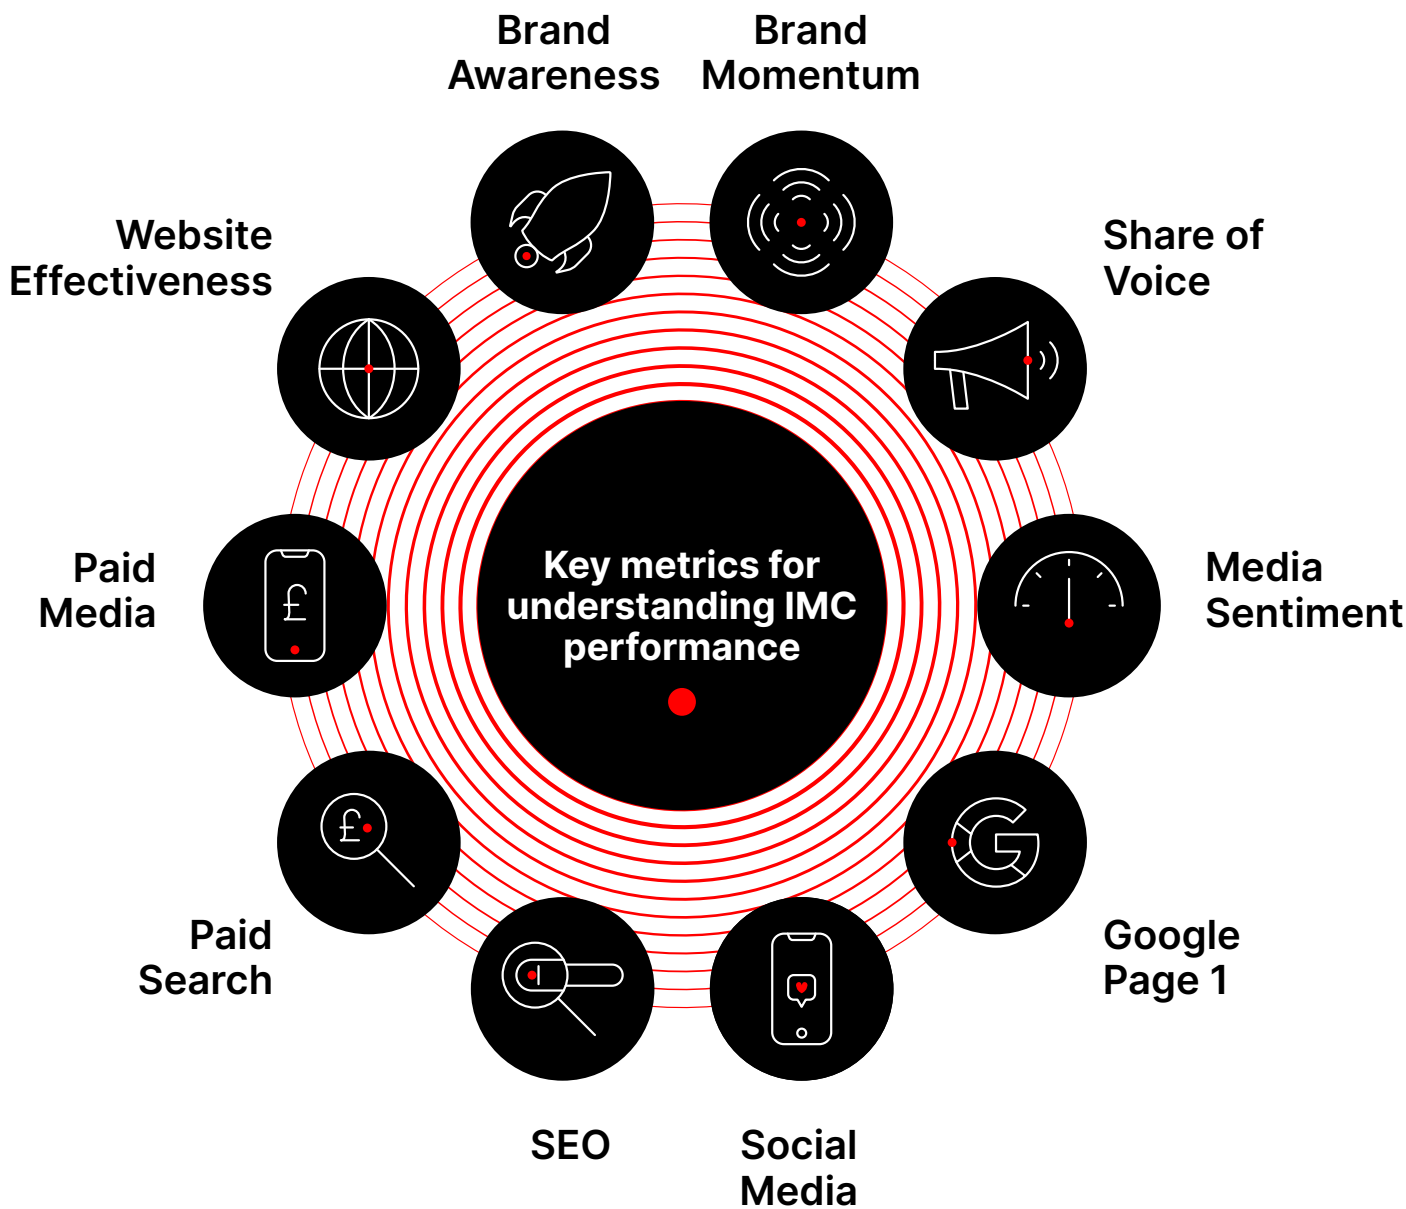 Brand
Awareness
Brand
Momentum
Website
Effectiveness
Share of
Voice
Paid
Media
£
Key metrics for
understanding IMC
performance
Media
Sentiment
£
G
Paid
Search
Google
Page 1
SEO
Social
Media